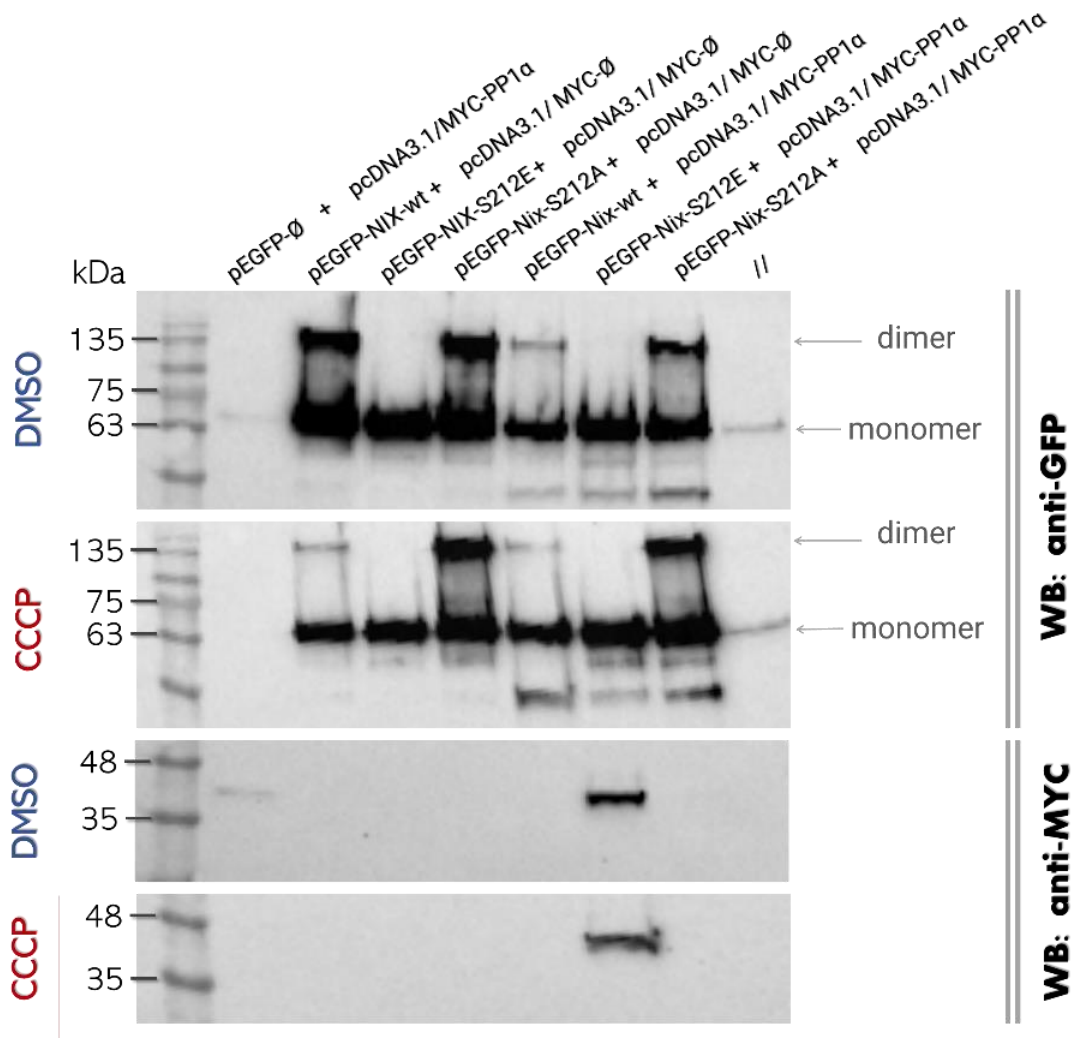 pEGFP-Ø + pcDNA3.1/MYC-PP1α
pEGFP-NIX-wt + pcDNA3.1/ MYC-Ø
pEGFP-NIX-S212E+ pcDNA3.1/ MYC-Ø
pEGFP-Nix-S212A + pcDNA3.1/ MYC-Ø
pEGFP-Nix-wt + pcDNA3.1/ MYC-PP1α
pEGFP-Nix-S212E + pcDNA3.1/ MYC-PP1α
pEGFP-Nix-S212A + pcDNA3.1/ MYC-PP1α
//
kDa
DMSO
135
75
63
dimer
monomer
CCCP
135
75
63
dimer
monomer
WB: anti-GFP
DMSO
48
35
CCCP
48
35
WB: anti-MYC